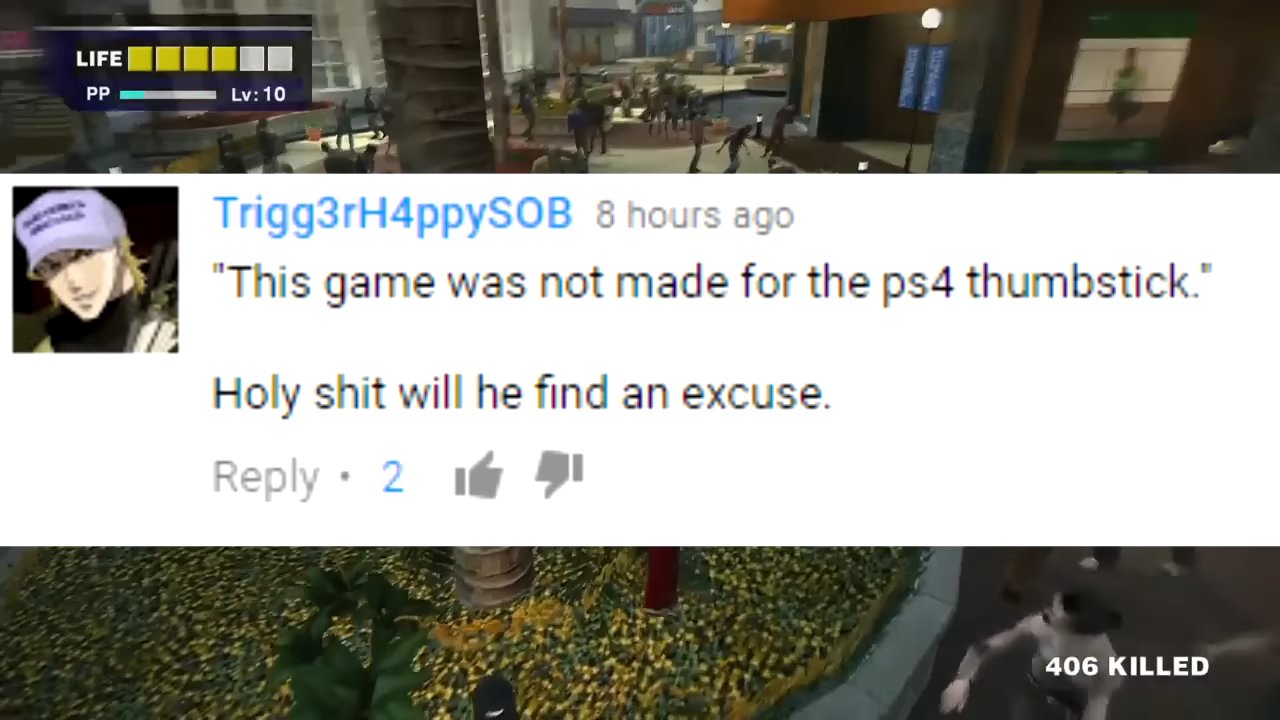 LIFE
PP Lv: 10
Trigg3rH4ppySOB 8 hours ago
"This game was not made for the ps4 thumbstick."
Holy shit will he find an excuse.
Reply • 2
406 KILLED